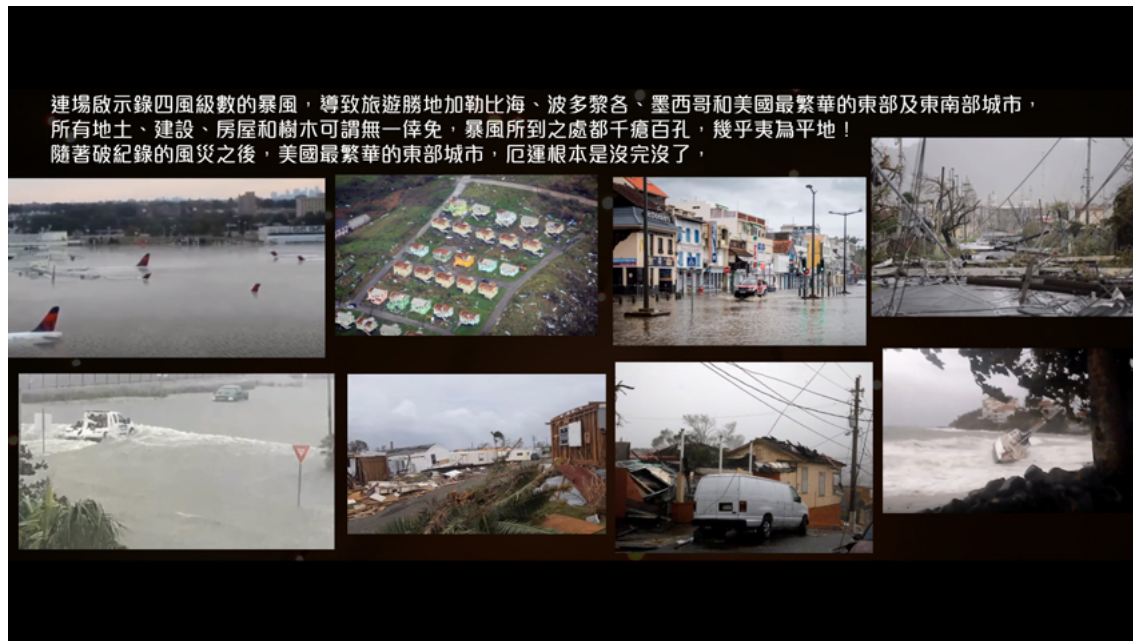 連場啟示錄四風級數的暴風，導致旅遊勝地加勒比海、波多黎各、墨西哥和美國最繁華的東部及東南部城市，
所有地土、建設、房屋和樹木可謂無一倖免，暴風所到之處都千瘡百孔，幾乎夷為平地！
隨著破紀錄的風災之後，美國最繁華的東部城市，厄運根本是沒完沒了，